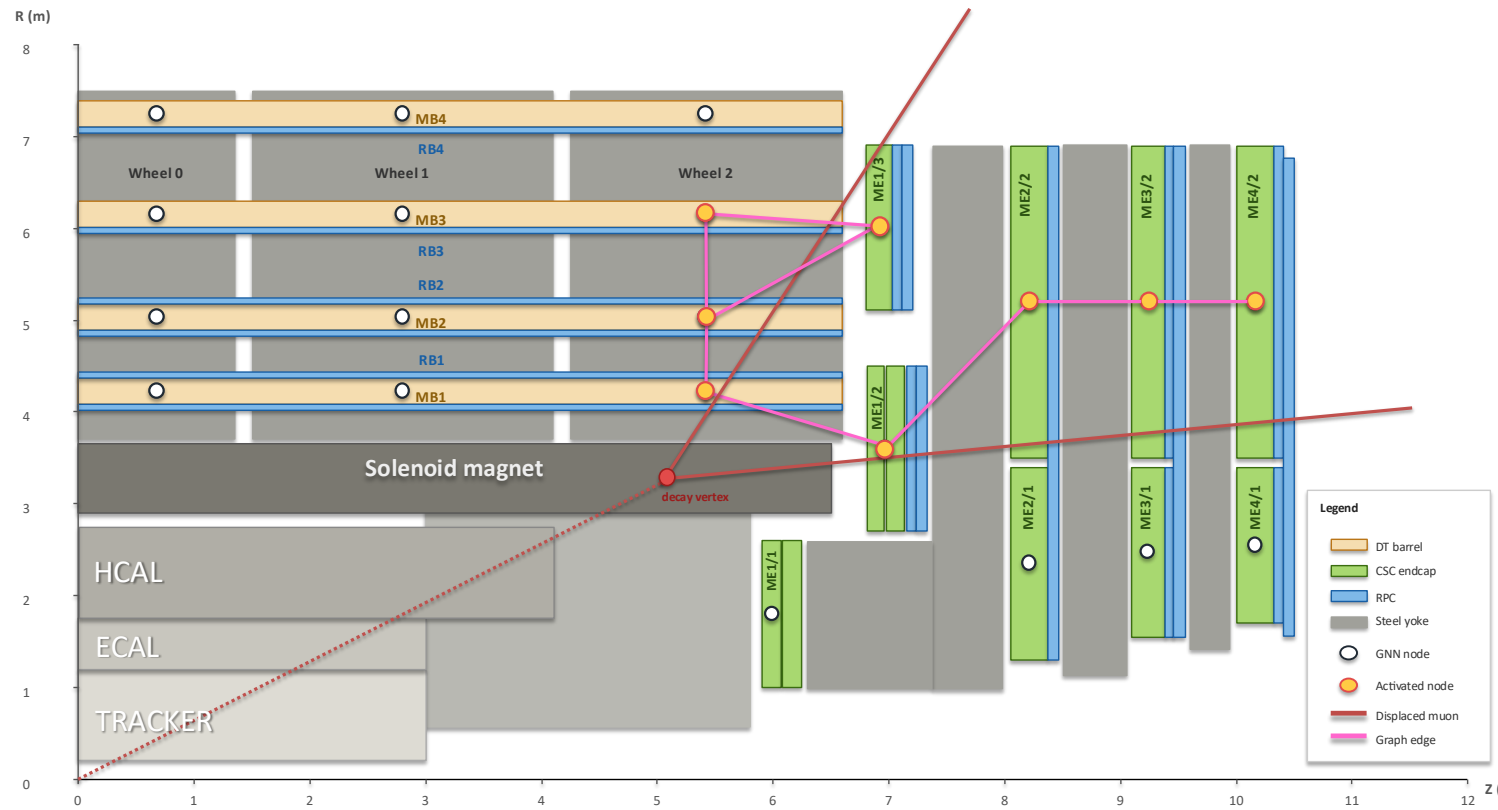 R (m)
8
7
6
5
4
3
2
1
0
MB4
RB4
Wheel 0
Wheel 1
Wheel 2
MB3
RB3
RB2
MB2
RB1
MB1
Solenoid magnet
decay vertex
HCAL
ECAL
TRACKER
ME1/3
ME1/2
ME1/1
ME2/2
ME3/2
ME4/2
ME2/1
ME3/1
ME4/1
Legend
DT barrel
CSC endcap
RPC
Steel yoke
GNN node
Activated node
Displaced muon
Graph edge
0 1 2 3 4 5 6 7 8 9 10 11 12
Z (